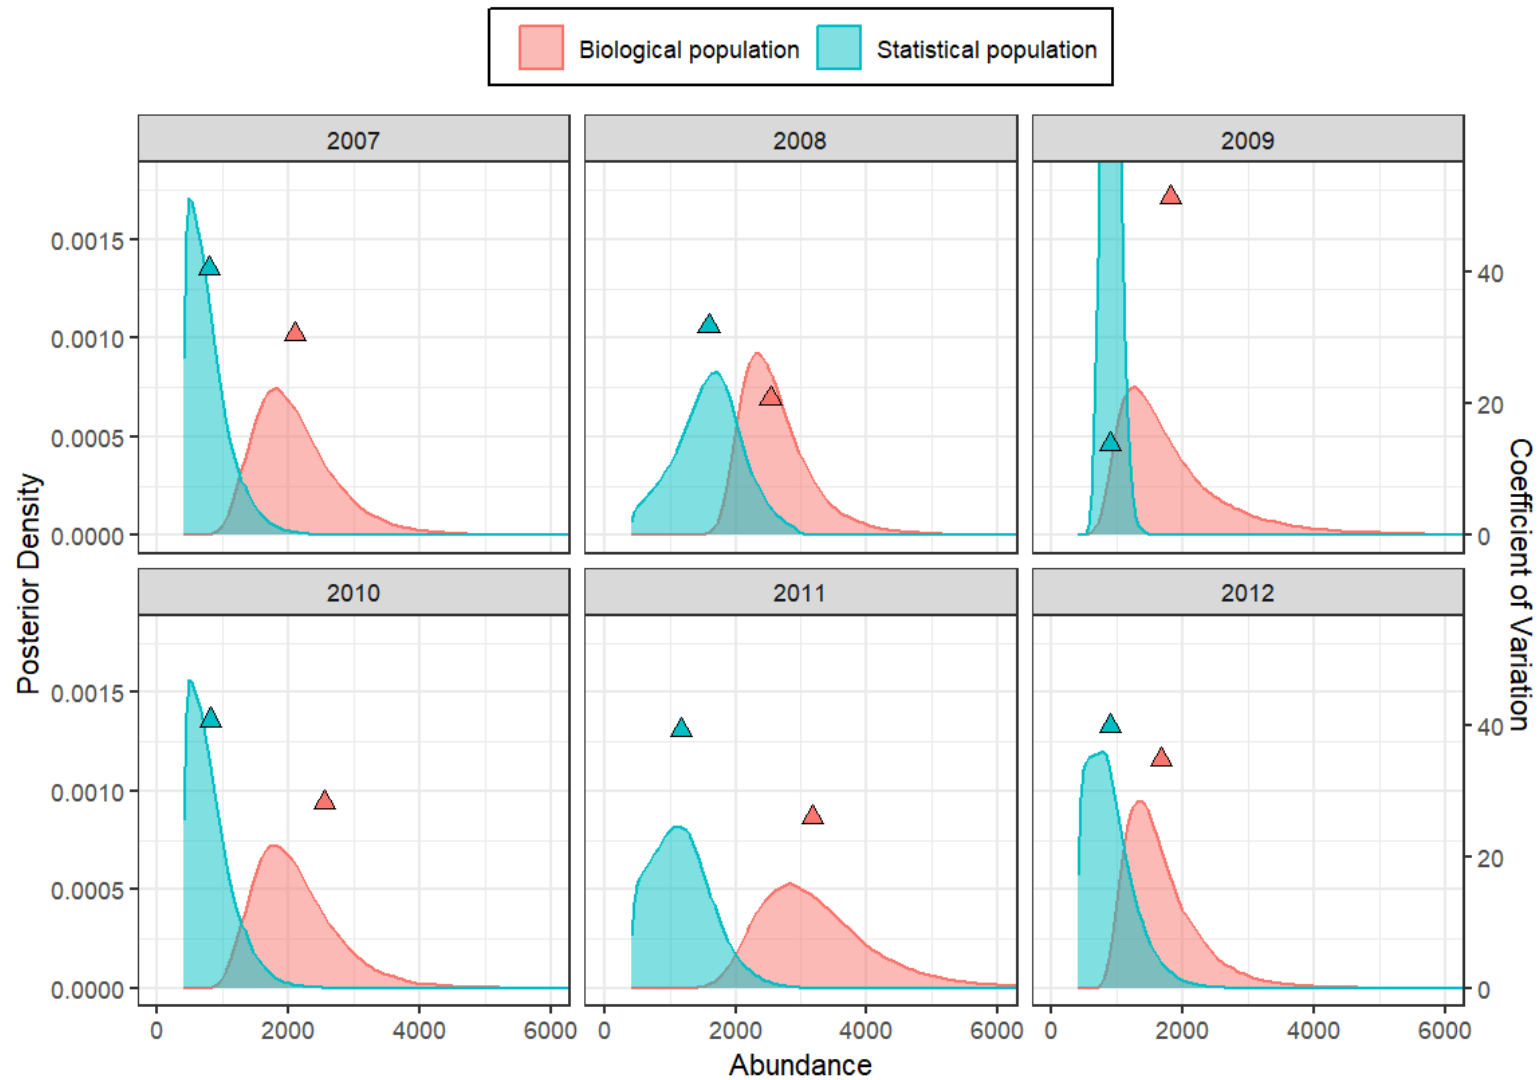 Biological population Statistical population
2007 2008 2009
0.0015
0.0010
0.0005
0.0000
40
20
0
2010 2011 2012
0.0015
0.0010
0.0005
0.0000
40
20
0
0 2000 4000 6000 0 2000 4000 6000 0 2000 4000 6000
Abundance
Posterior Density
Coefficient of Variation